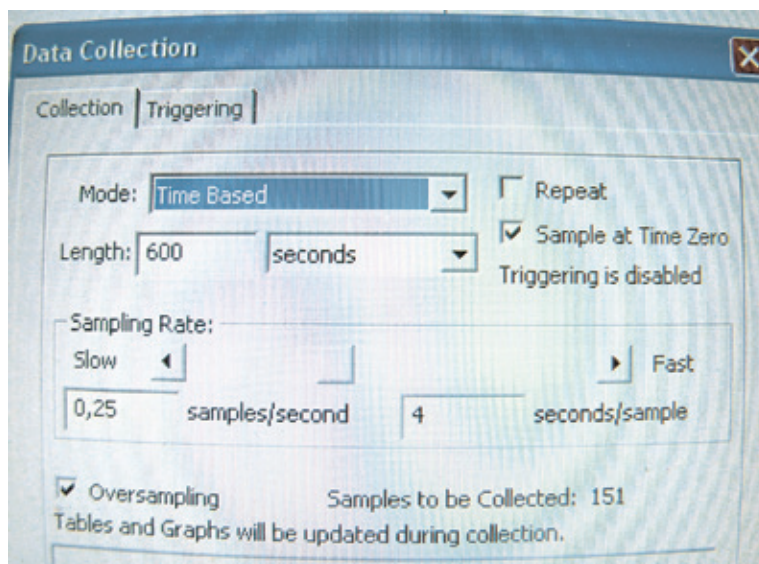 Data Collection
Collection Triggering
Mode: Time Based Repeat
Length: 600 seconds Sample at Time Zero
Triggering is disabled
Sampling Rate:
Slow Fast
0,25 samples/second 4 seconds/sample
Oversampling Samples to be Collected: 151
Tables and Graphs will be updated during collection.